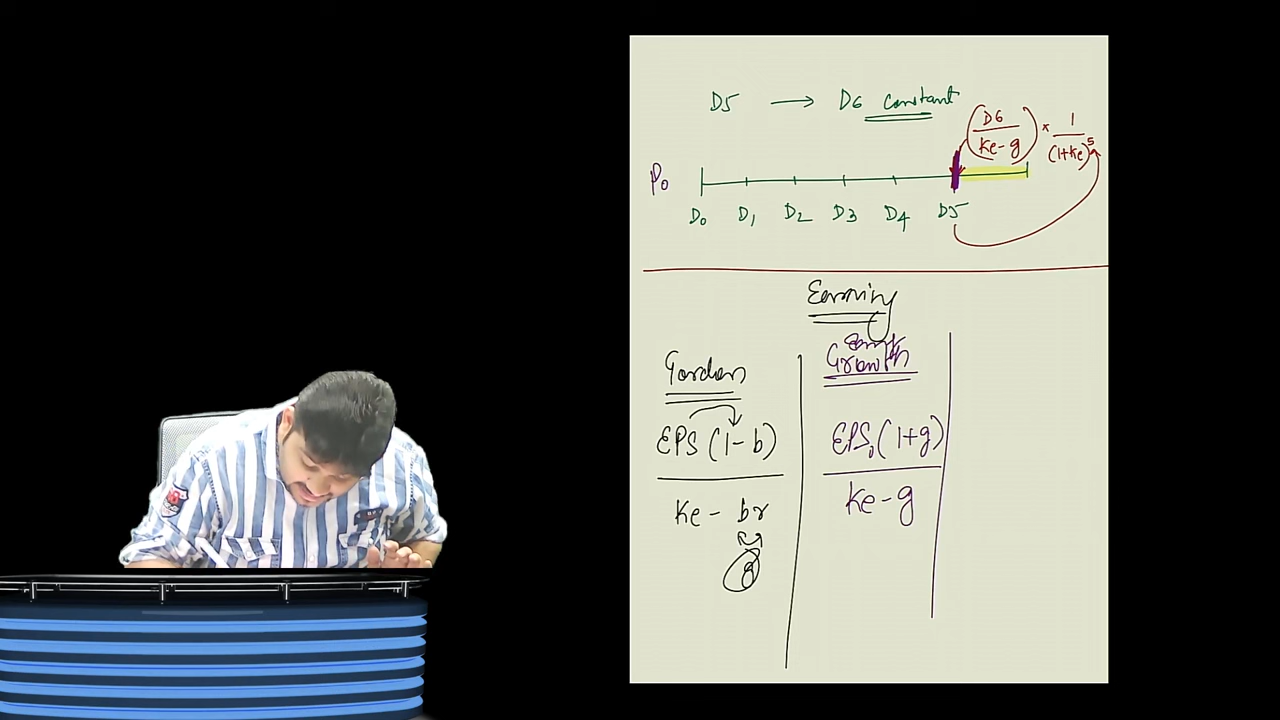 D5 → D6 constant
(D6 / Ke-g) × 1 / (1+Ke)^5
P0
D0 D1 D2 D3 D4 D5
Earning
Gordon
EPS (1-b)
Ke - br
g
Growth
EPS0 (1+g)
Ke-g